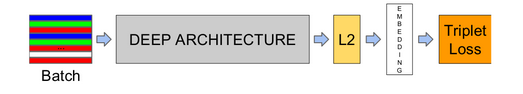 ...
Batch
DEEP ARCHITECTURE
L2
EMBEDDING
Triplet
Loss